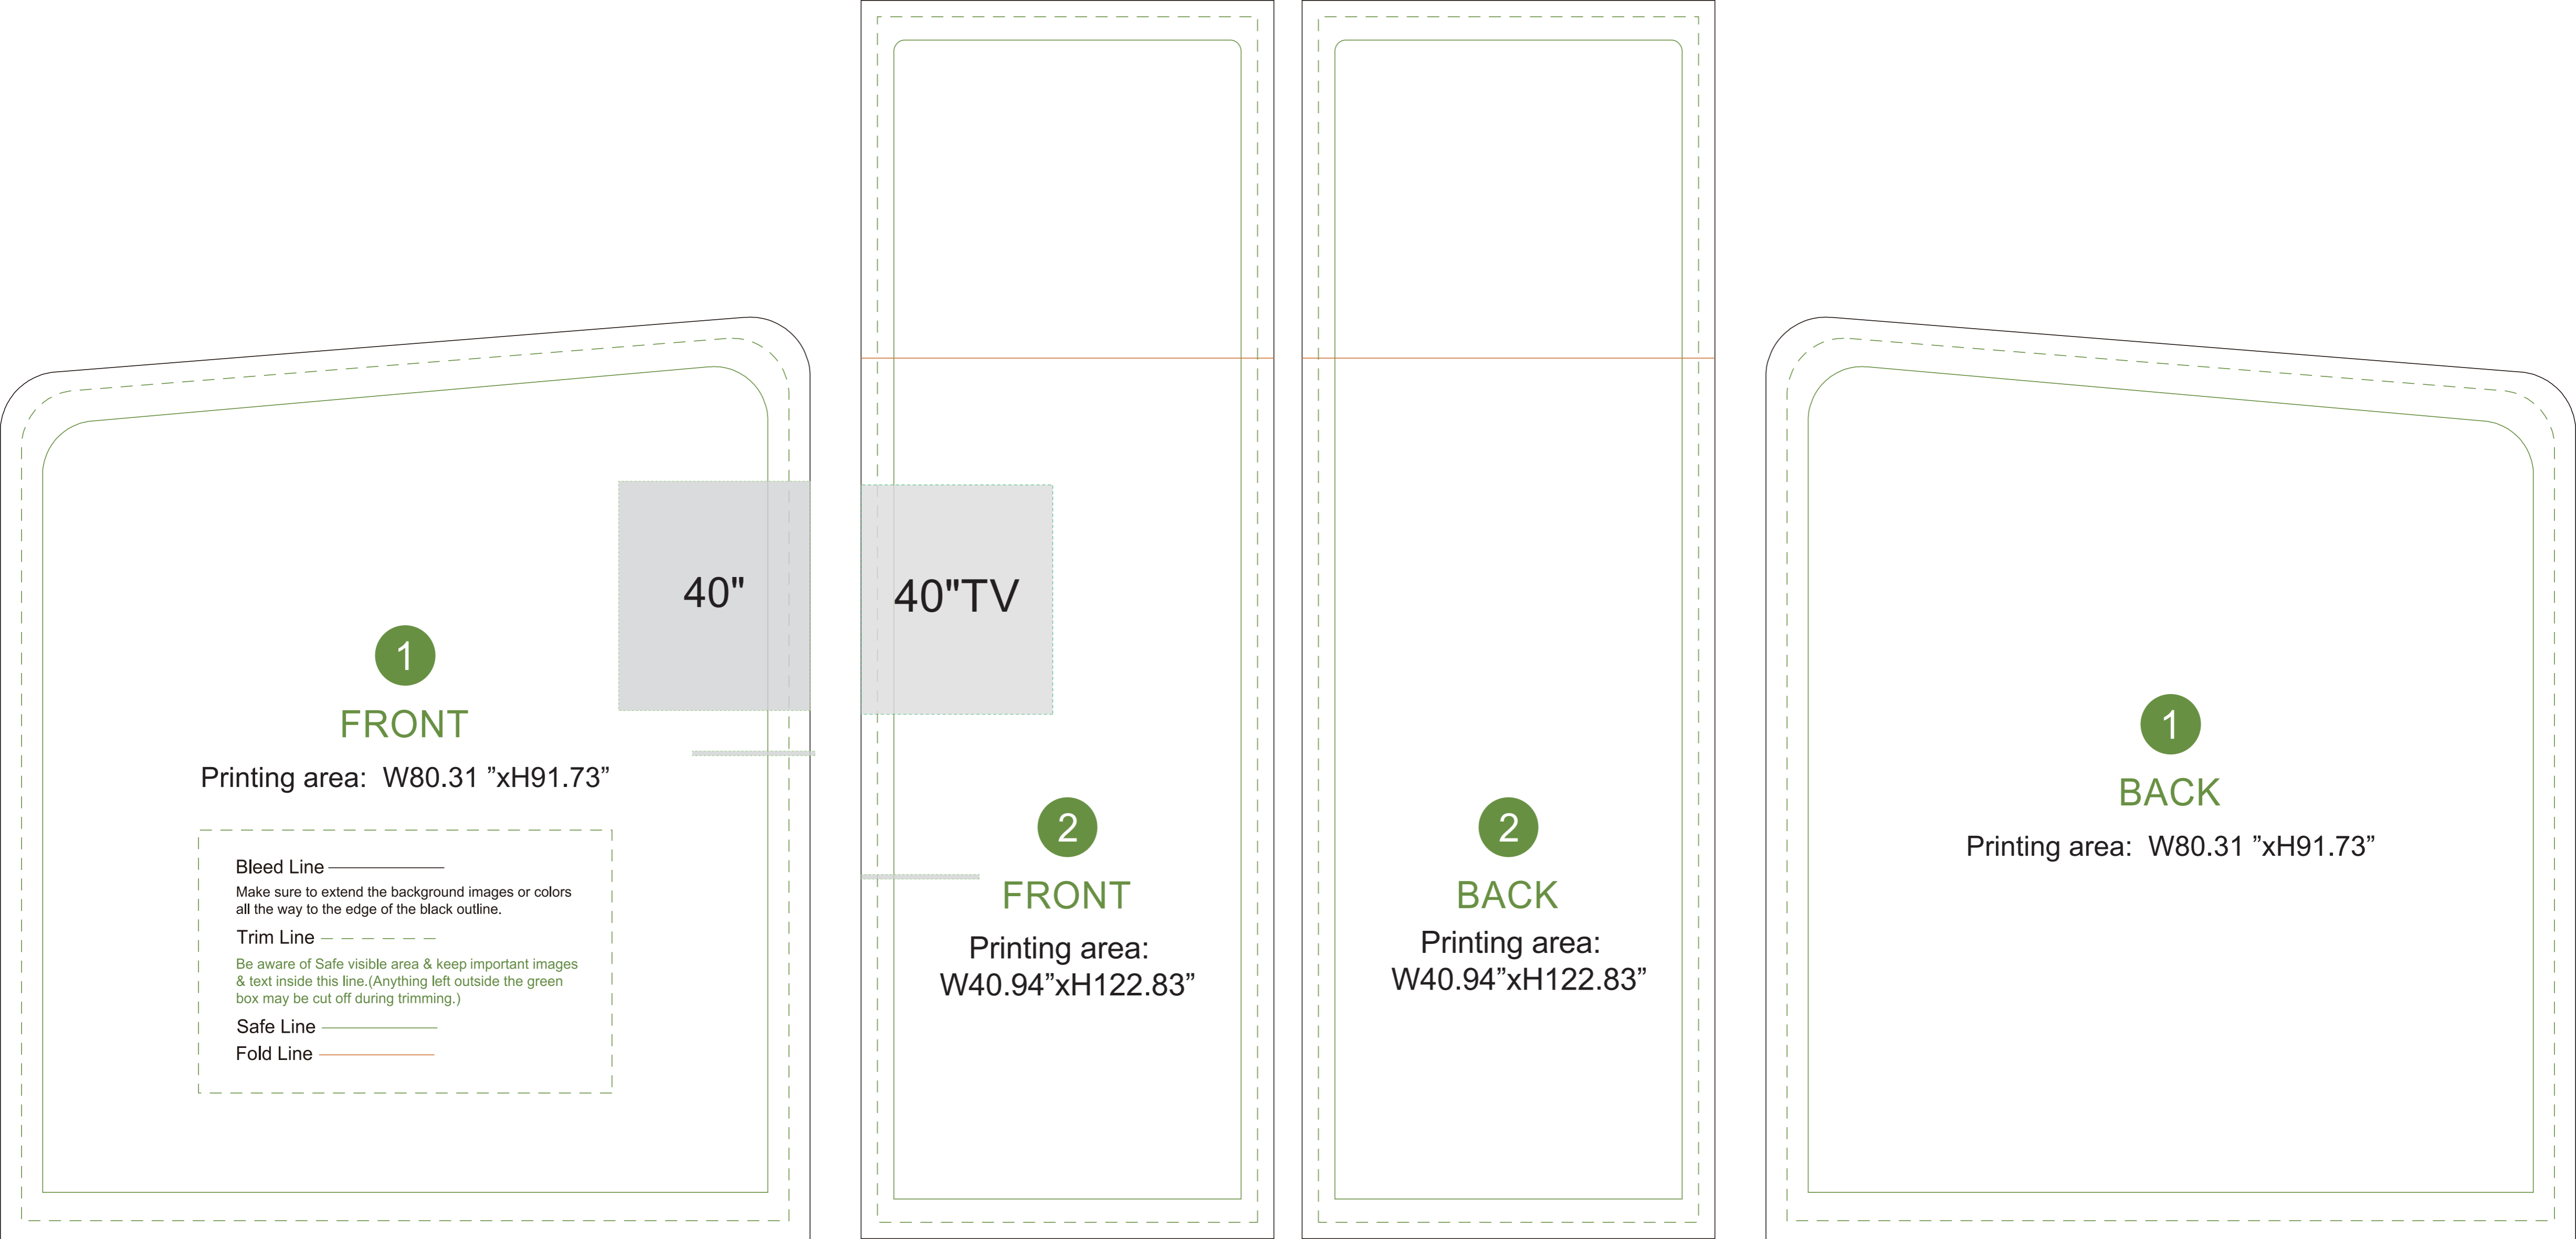 40"
1
FRONT
Printing area:  W80.31 ”xH91.73”
Bleed Line
Make sure to extend the background images or colors
all the way to the edge of the black outline.
Trim Line
Be aware of Safe visible area & keep important images
& text inside this line.(Anything left outside the green
box may be cut off during trimming.)
Safe Line
Fold Line
40"TV
2
FRONT
Printing area:
W40.94”xH122.83”
2
BACK
Printing area:
W40.94”xH122.83”
1
BACK
Printing area:  W80.31 ”xH91.73”